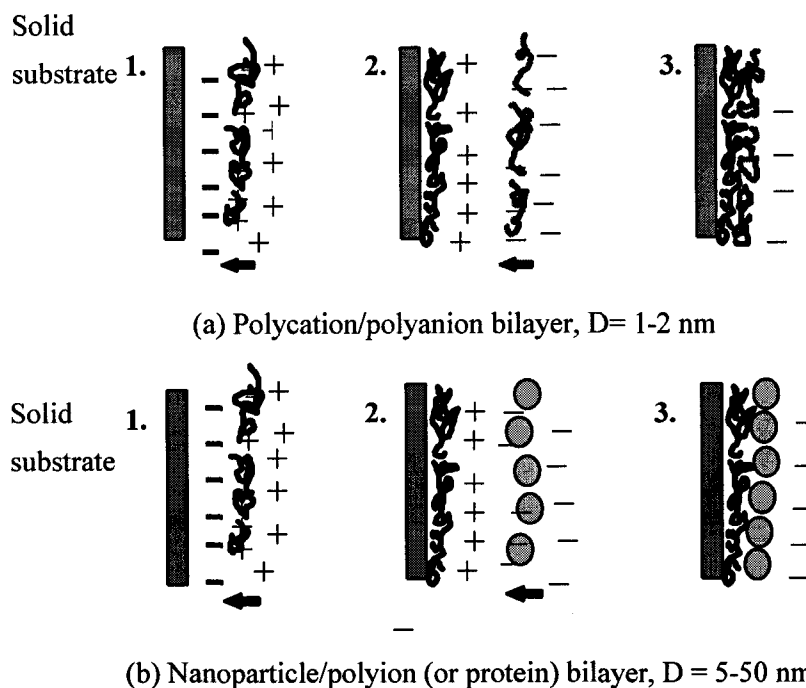 Solid
substrate
1.
2.
3.
(a) Polycation/polyanion bilayer, D= 1-2 nm
Solid
substrate
1.
2.
3.
(b) Nanoparticle/polyion (or protein) bilayer, D = 5-50 nm